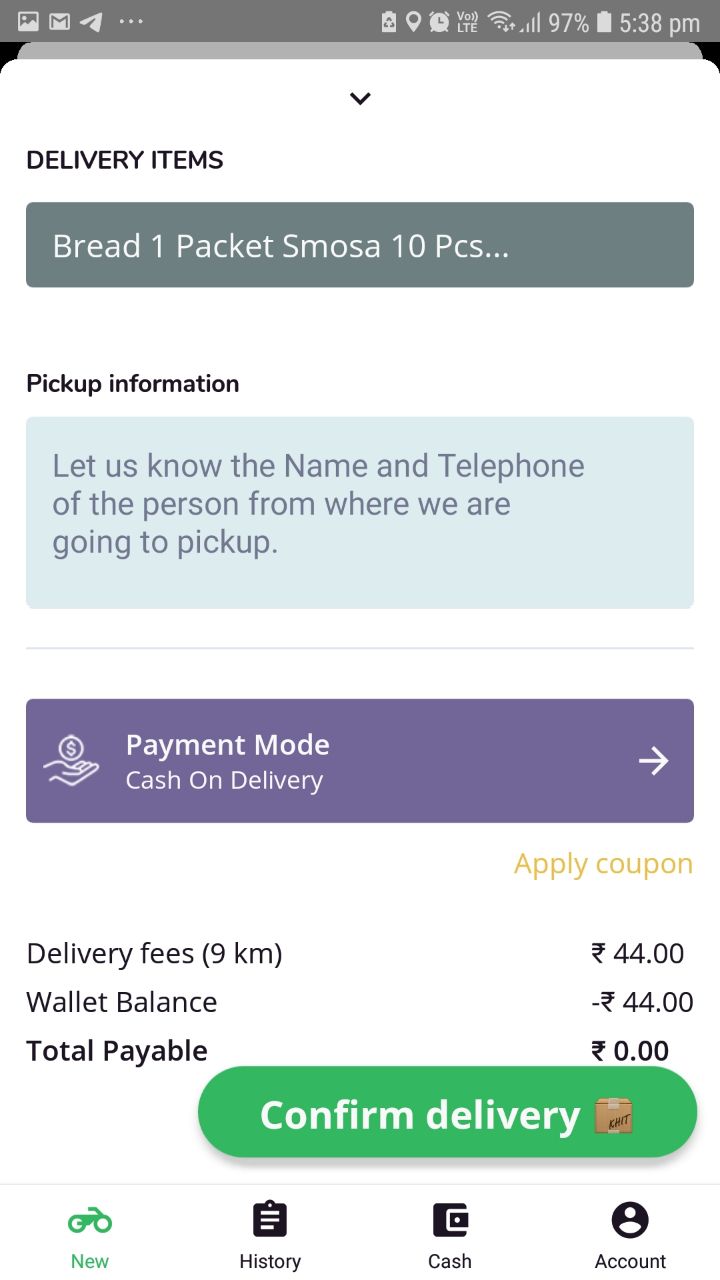 Vo)) LTE 97% 5:38 pm
DELIVERY ITEMS
Bread 1 Packet Smosa 10 Pcs...
Pickup information
Let us know the Name and Telephone
of the person from where we are
going to pickup.
Payment Mode
Cash On Delivery
Apply coupon
Delivery fees (9 km) ₹ 44.00
Wallet Balance -₹ 44.00
Total Payable ₹ 0.00
Confirm delivery KHIT
New History Cash Account